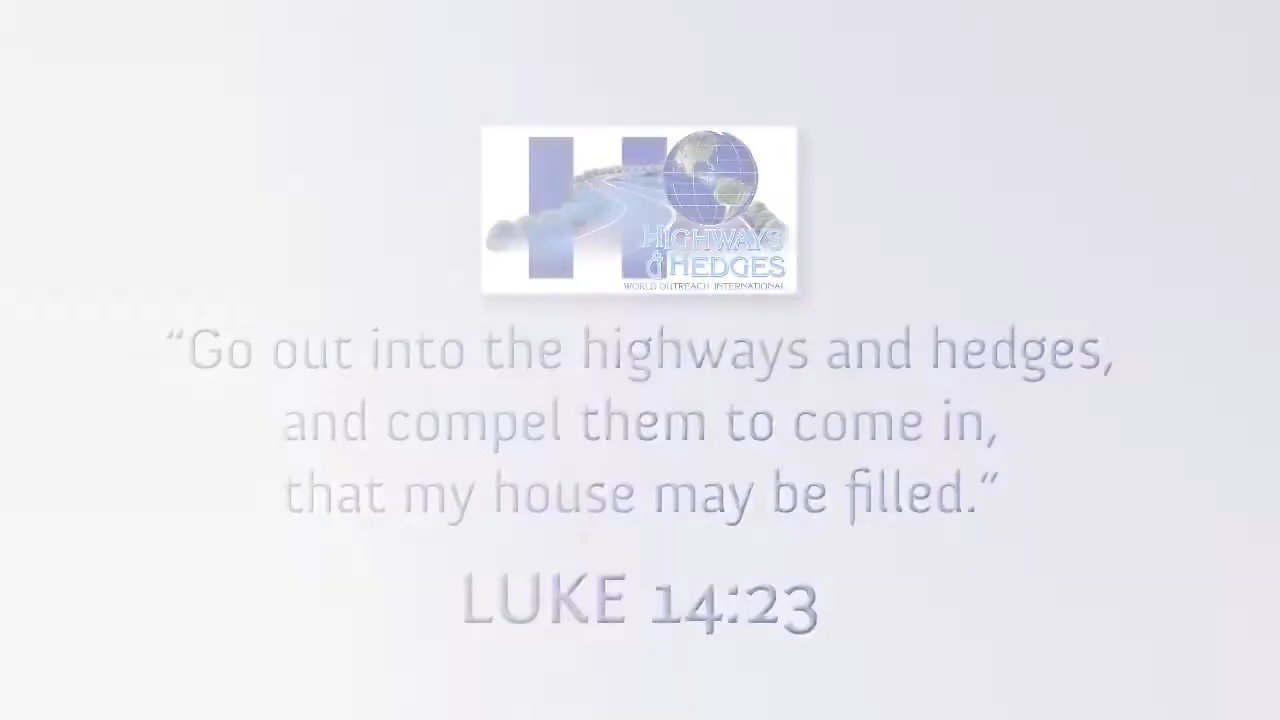 HIGHWAYS
& HEDGES
WORLD OUTREACH INTERNATIONAL
“Go out into the highways and hedges,
and compel them to come in,
that my house may be filled.“
LUKE 14:23